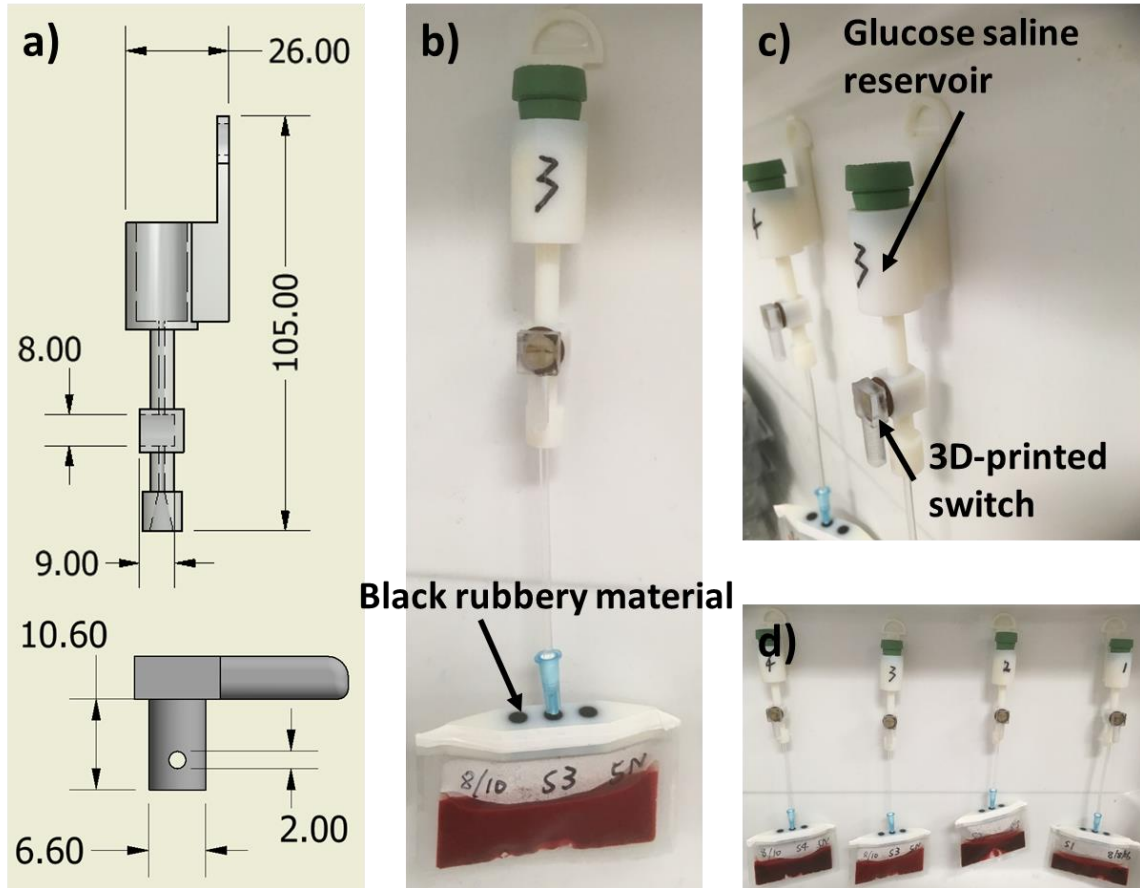 a)
26.00
105.00
8.00
9.00
10.60
6.60
2.00
b)
3
Black rubbery material
8/10 S3 5N
c)
Glucose saline
reservoir
4
3
3D-printed
switch
d)
4
3
2
1
8/10 S4
8/10 S3 5N
S1